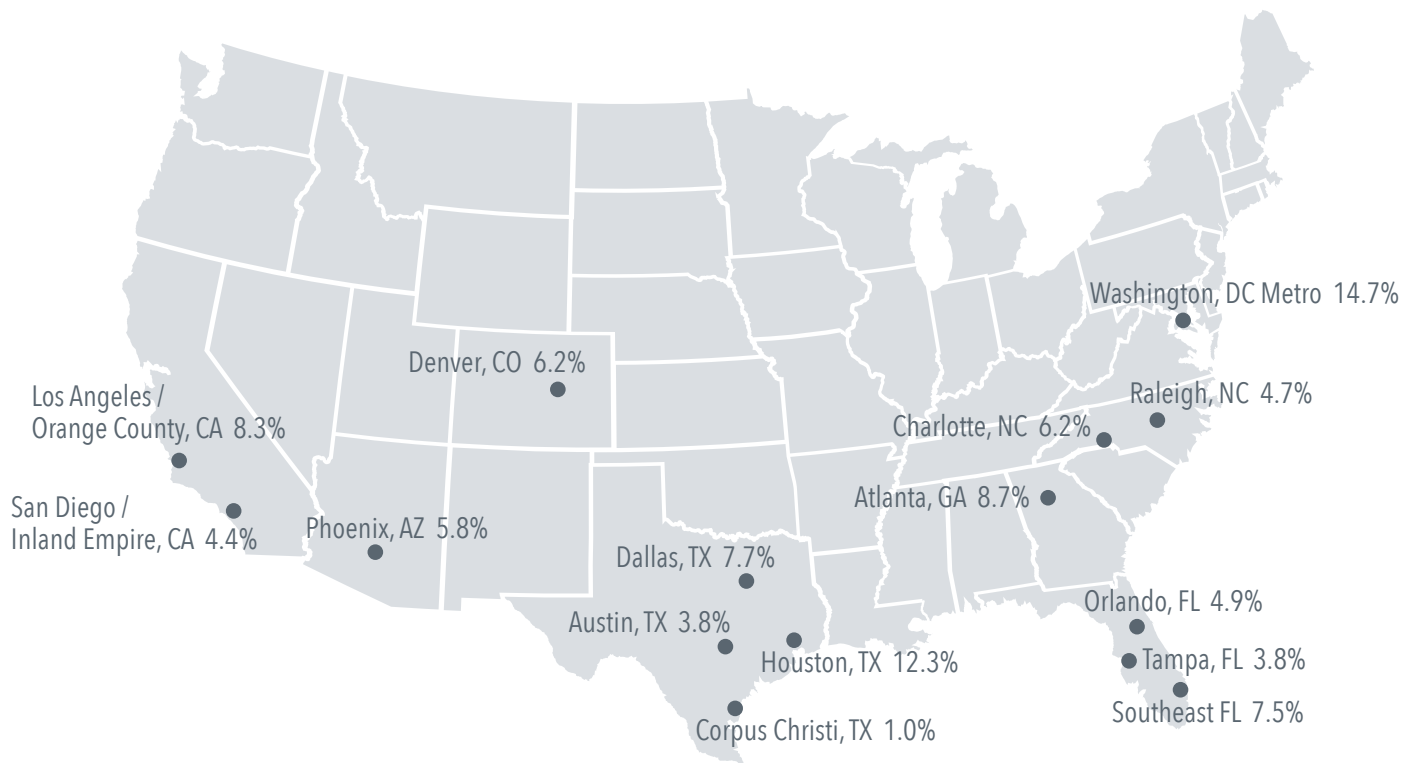 Washington, DC Metro 14.7%
Denver, CO 6.2%
Los Angeles /
Orange County, CA 8.3%
Raleigh, NC 4.7%
Charlotte, NC 6.2%
Atlanta, GA 8.7%
San Diego /
Inland Empire, CA 4.4%
Phoenix, AZ 5.8%
Dallas, TX 7.7%
Orlando, FL 4.9%
Austin, TX 3.8%
Houston, TX 12.3%
Tampa, FL 3.8%
Southeast FL 7.5%
Corpus Christi, TX 1.0%